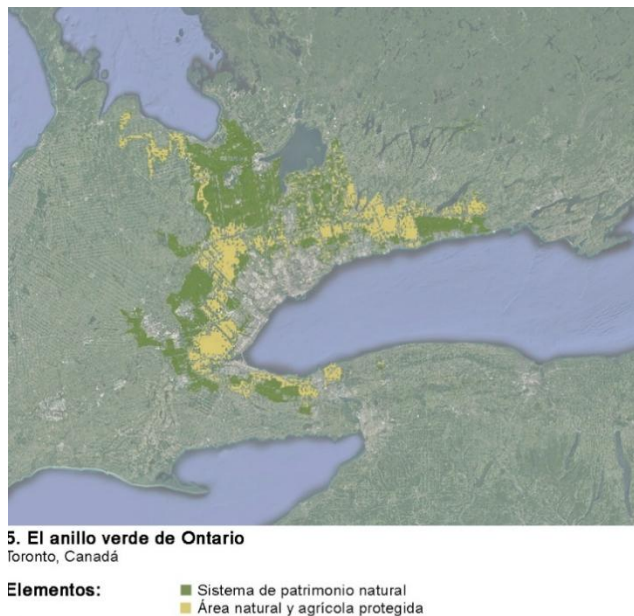 5. El anillo verde de Ontario
Toronto, Canadá
Elementos:
Sistema de patrimonio natural
Área natural y agrícola protegida